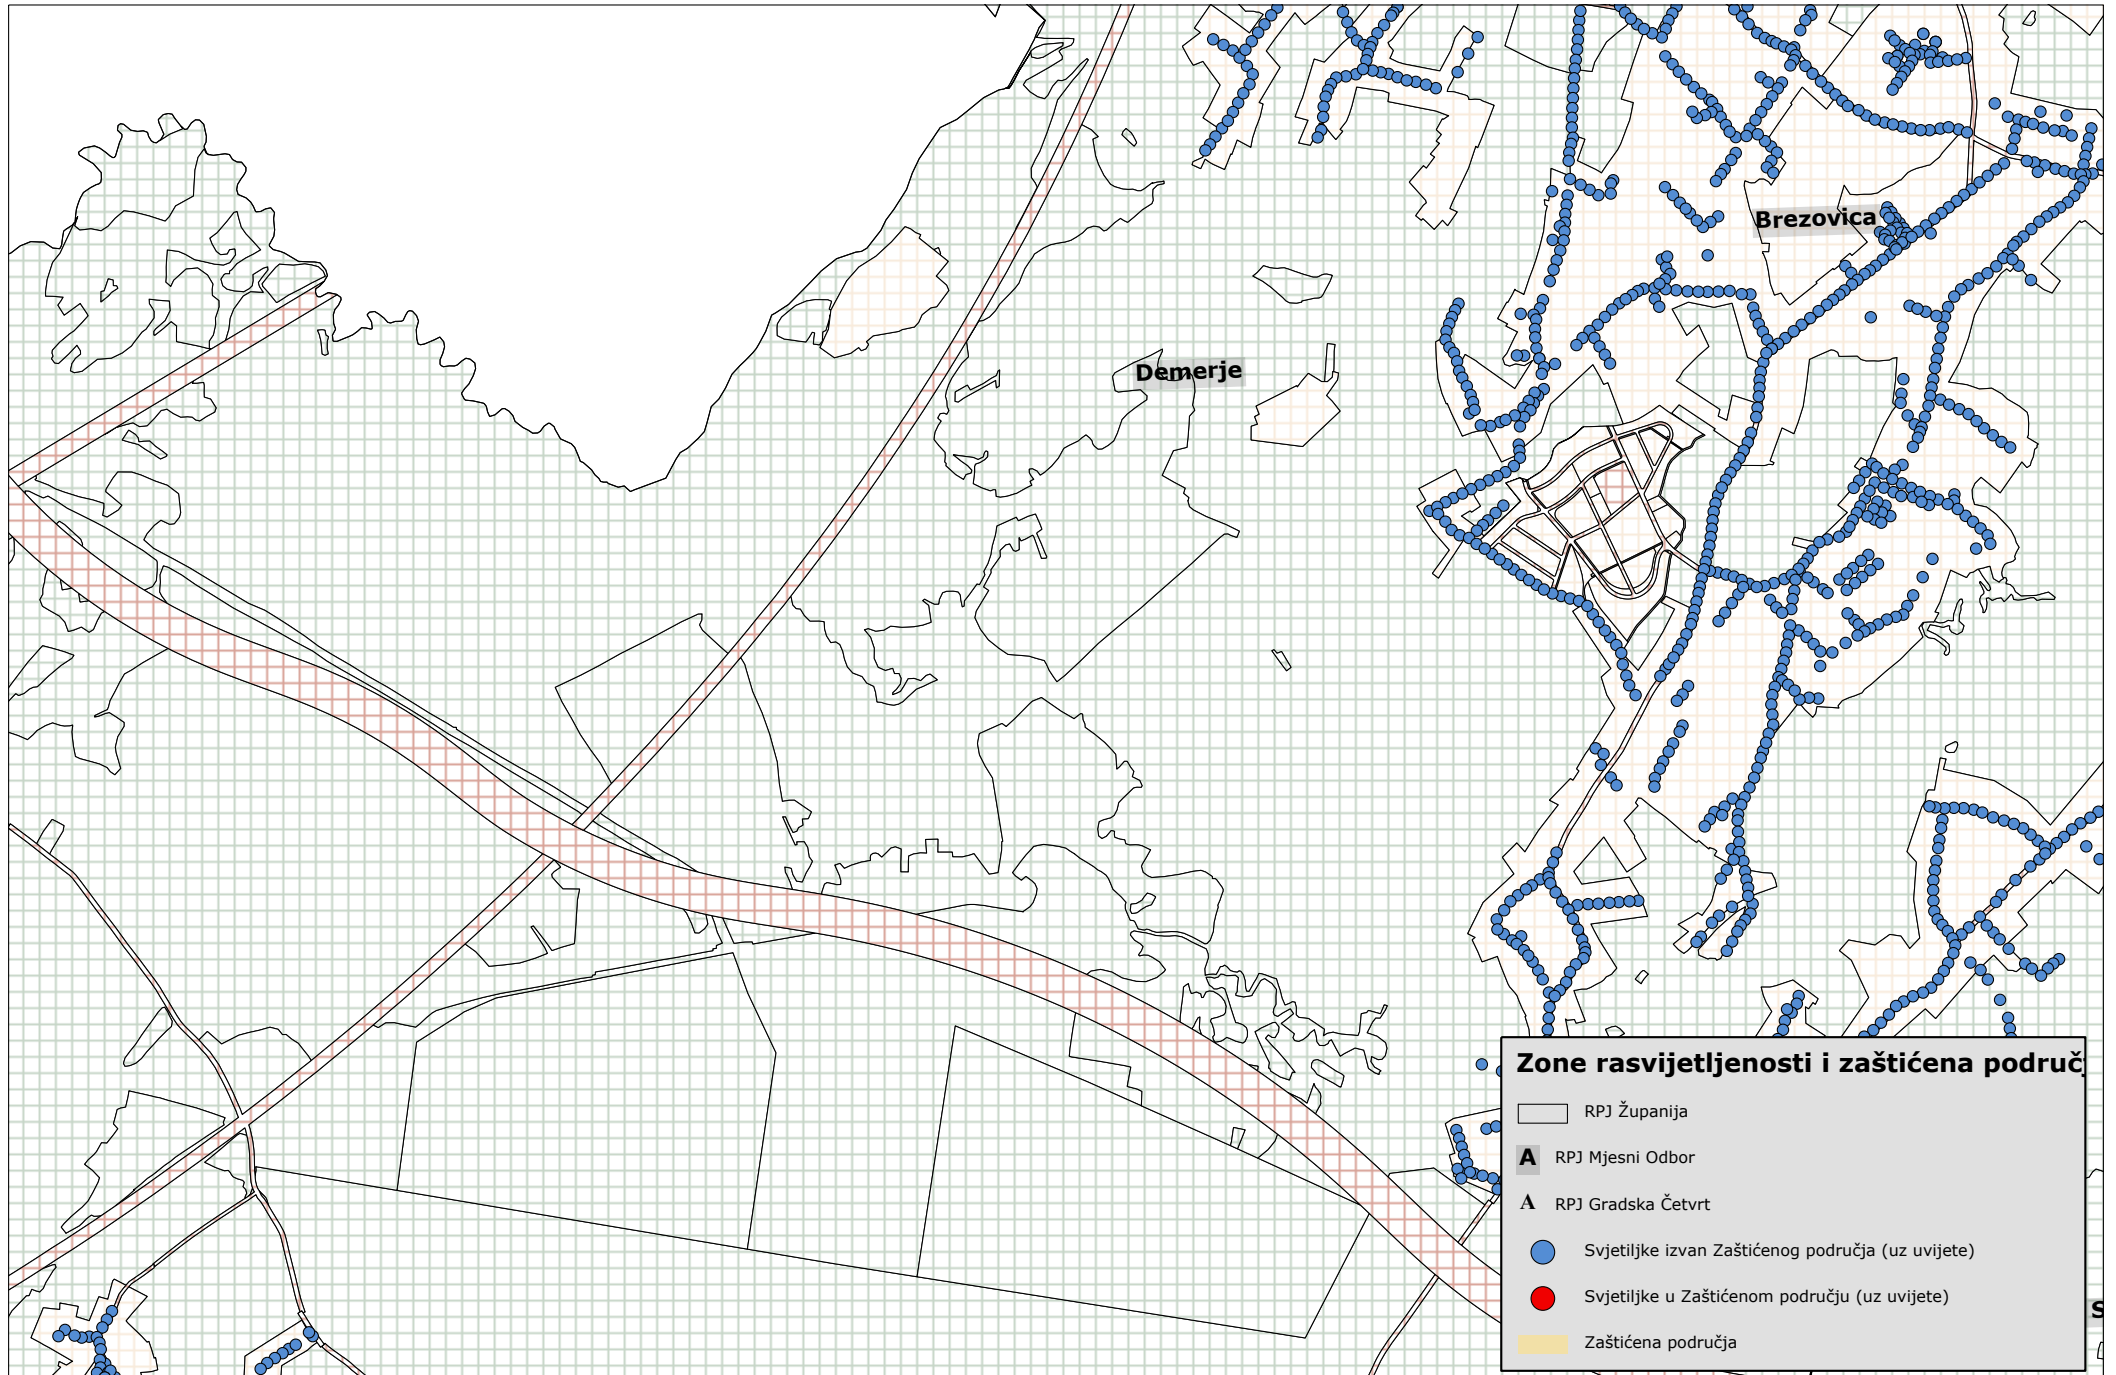 Brezovica
Demerje
Zone rasvijetljenosti i zaštićena područ
RPJ Županija
A RPJ Mjesni Odbor
A RPJ Gradska Četvrt
Svjetiljke izvan Zaštićenog područja (uz uvijete)
Svjetiljke u Zaštićenom području (uz uvijete)
Zaštićena područja
S